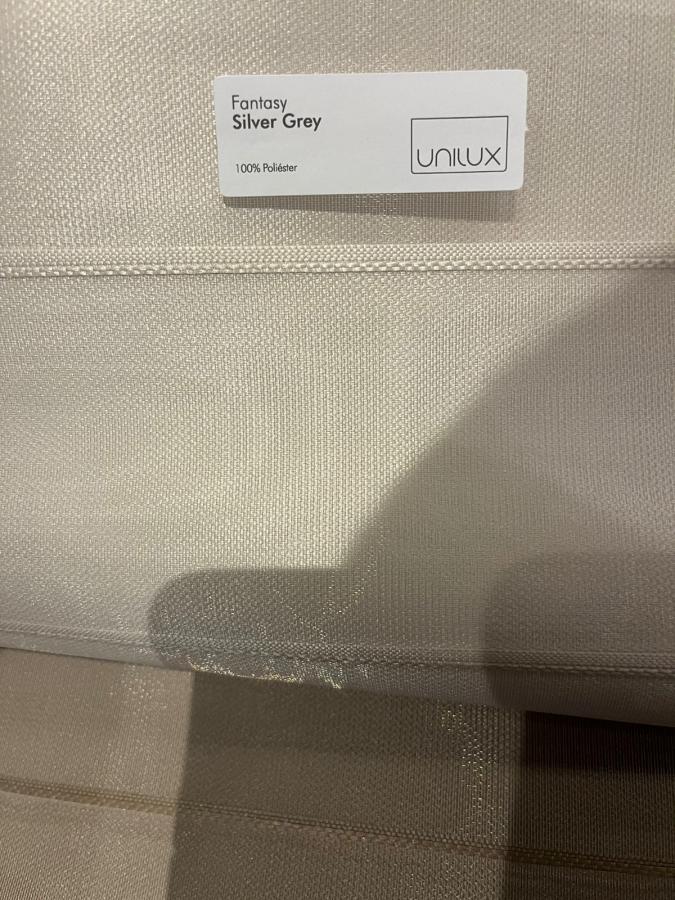 Fantasy
Silver Grey
100% Poliéster
UNILUX